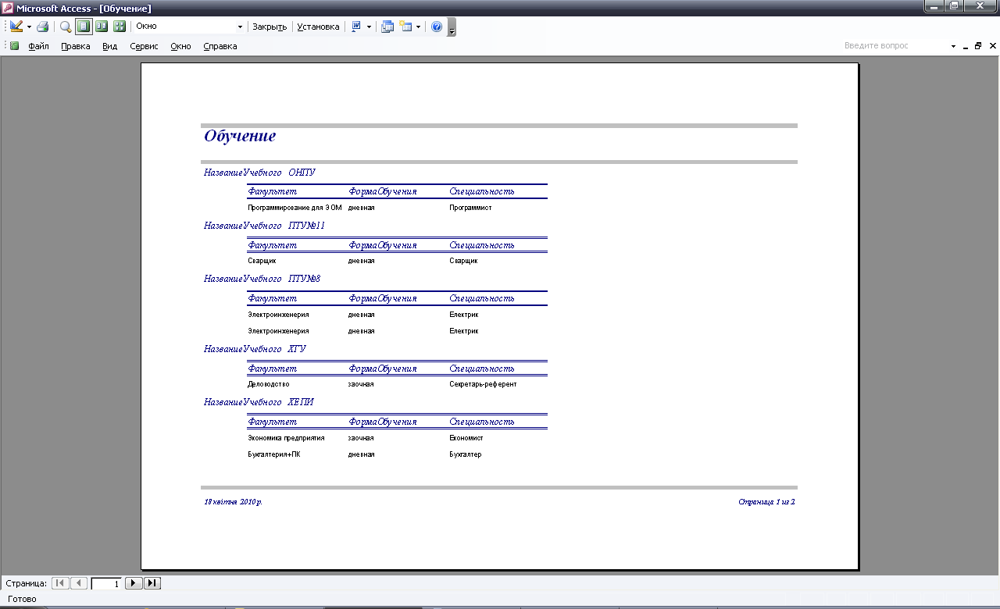 Microsoft Access - [Обучение]
Окно Закрыть Установка
Файл Правка Вид Сервис Окно Справка Введите вопрос
Обучение
НазваниеУчебного ОНПУ
Факультет ФормаОбучения Специальность
Программирование для ЭОМ дневная Программист
НазваниеУчебного ПТУ№11
Факультет ФормаОбучения Специальность
Сварщик дневная Сварщик
НазваниеУчебного ПТУ№8
Факультет ФормаОбучения Специальность
Электроинженерия дневная Електрик
Электроинженерия дневная Електрик
НазваниеУчебного ХГУ
Факультет ФормаОбучения Специальность
Деловодство заочная Секретарь-референт
НазваниеУчебного ХЕПИ
Факультет ФормаОбучения Специальность
Экономика предприятия заочная Економист
Бухгалтерия+ПК дневная Бухгалтер
18 квітня 2010 р. Страница 1 из 2
Страница: 1
Готово